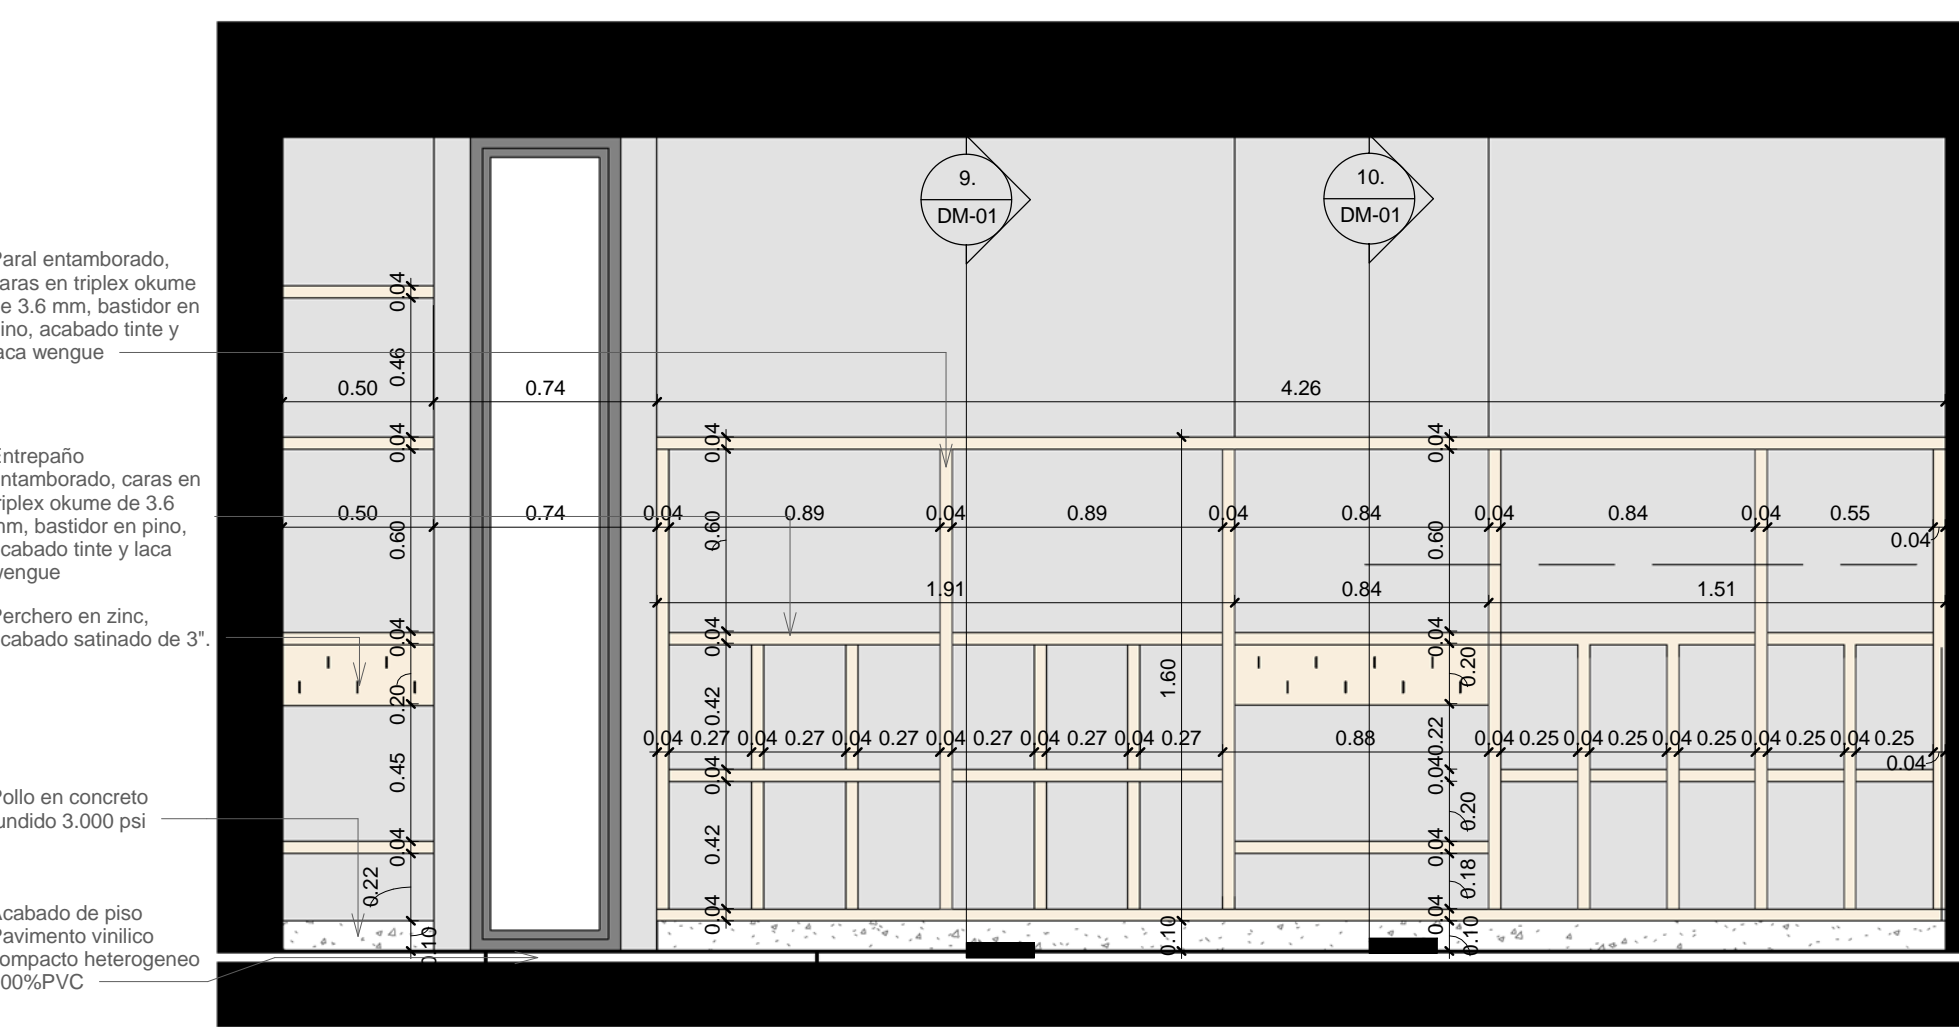 9.
DM-01
10.
DM-01
Paral entamborado,
aras en triplex okume
e 3.6 mm, bastidor en
ino, acabado tinte y
aca wengue
Entrepaño
ntamborado, caras en
riplex okume de 3.6
mm, bastidor en pino,
cabado tinte y laca
wengue
Perchero en zinc,
cabado satinado de 3".
Pollo en concreto
undido 3.000 psi
Acabado de piso
Pavimento vinilico
ompacto heterogeneo
00%PVC
0.50 0.74 4.26
0.50 0.74 0.04 0.89 0.04 0.89 0.04 0.84 0.04 0.84 0.04 0.55
0.04
1.91 0.84 1.51
0.04 0.27 0.04 0.27 0.04 0.27 0.04 0.27 0.04 0.27 0.04 0.27 0.88 0.04 0.25 0.04 0.25 0.04 0.25 0.04 0.25 0.04 0.25
0.04
0.04
0.46
0.04
0.60
0.04
0.20
0.45
0.04
0.22
0.10
0.04
0.60
0.04
0.42
0.04
0.42
0.04
1.60
0.10
0.04
0.60
0.04
0.20
0.22
0.04
0.20
0.04
0.18
0.04
0.10